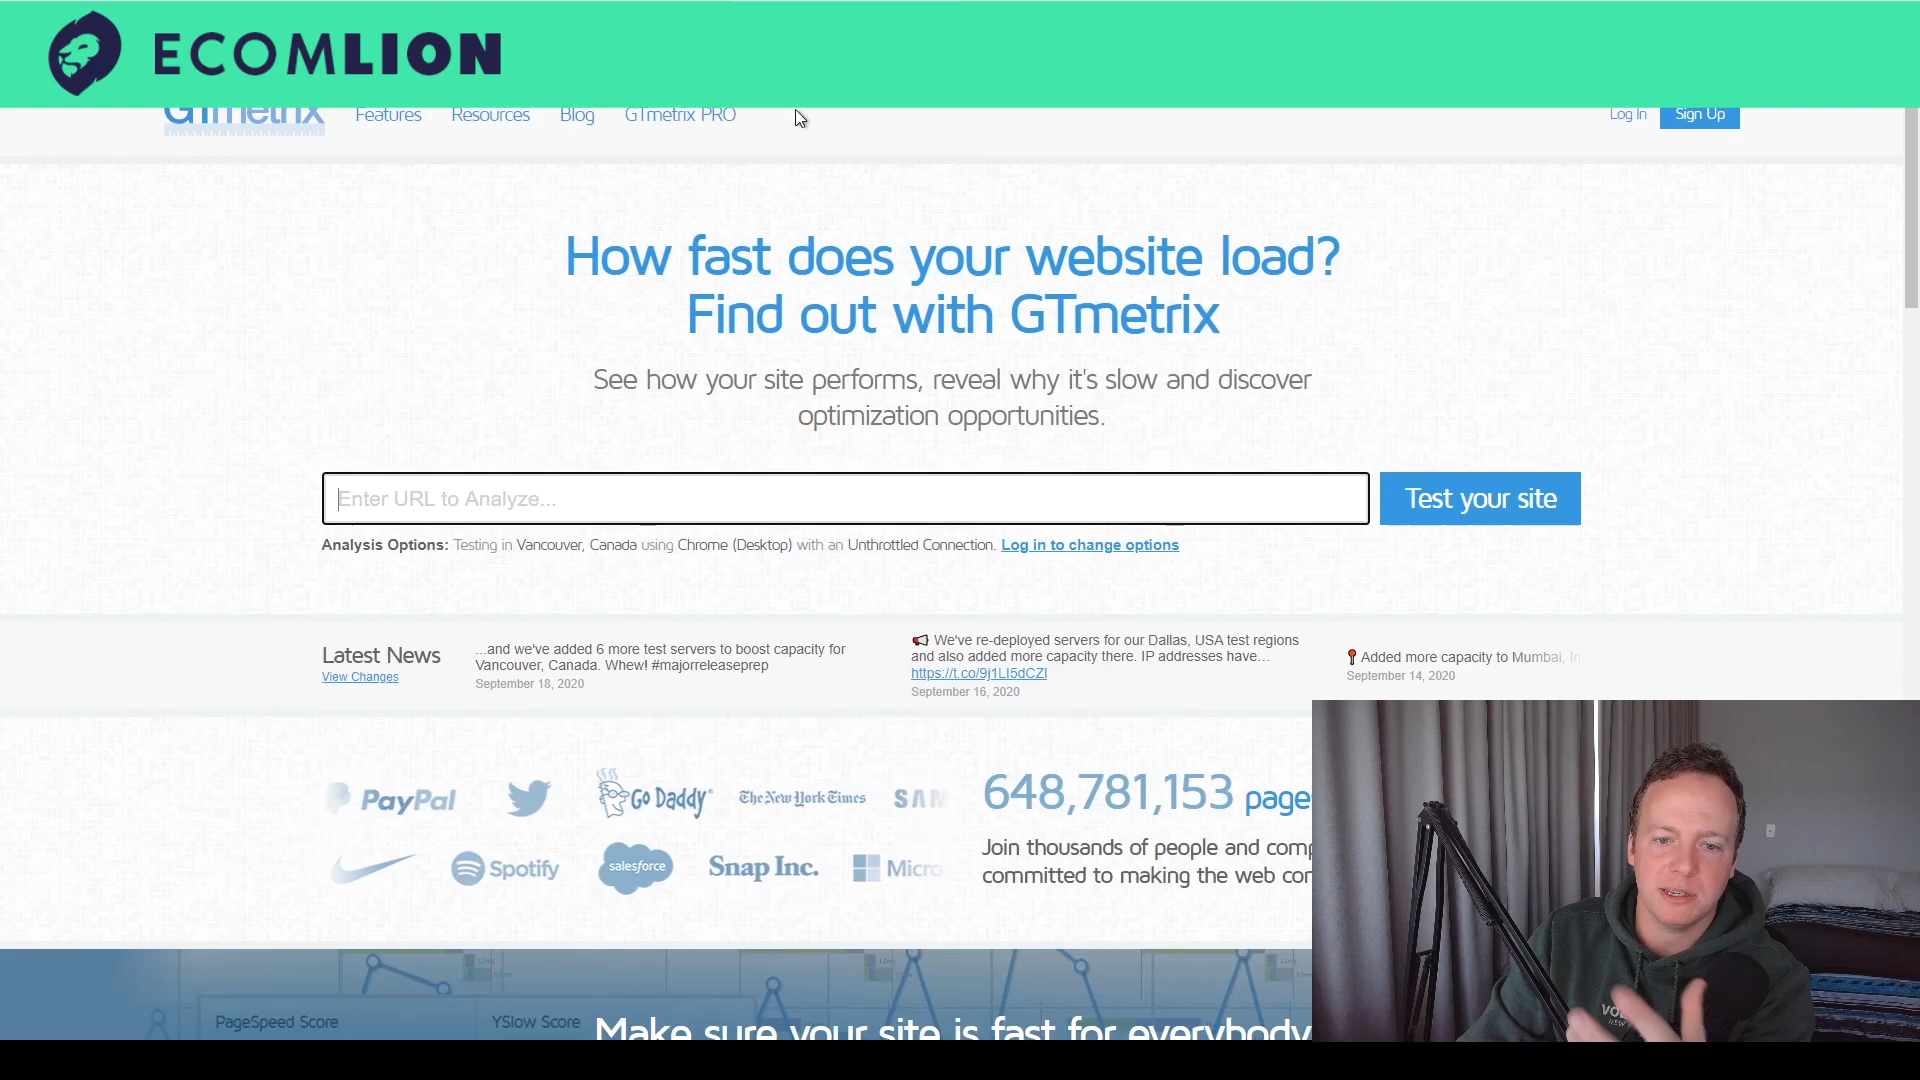 ECOMLION
GTmetrix
Features
Resources
Blog
GTmetrix PRO
Log In
Sign Up
How fast does your website load?
Find out with GTmetrix
See how your site performs, reveal why it's slow and discover
optimization opportunities.
Enter URL to Analyze...
Test your site
Analysis Options: Testing in Vancouver, Canada using Chrome (Desktop) with an Unthrottled Connection. Log in to change options
Latest News
View Changes
...and we've added 6 more test servers to boost capacity for
Vancouver, Canada. Whew! #majorreleaseprep
September 18, 2020
We've re-deployed servers for our Dallas, USA test regions
and also added more capacity there. IP addresses have…
https://t.co/9j1LI5dCZl
September 16, 2020
Added more capacity to Mumbai, In
September 14, 2020
PayPal
GoDaddy
The New York Times
SAM
Spotify
salesforce
Snap Inc.
Micro
648,781,153 page
Join thousands of people and comp
committed to making the web
PageSpeed Score
YSlow Score
Make sure your site is fast for everybody